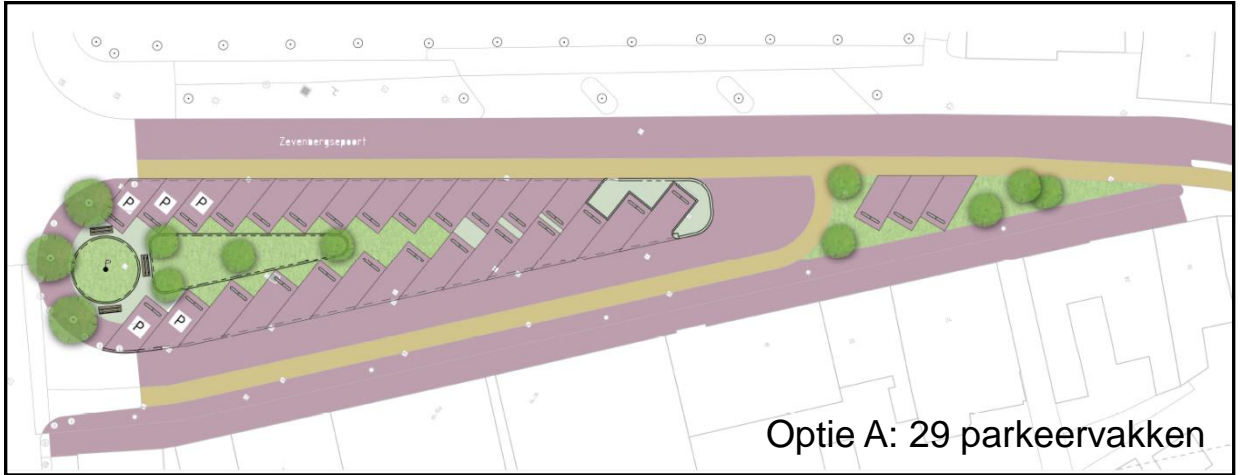 Zevenbergsepoort
P P P
P
P P
Optie A: 29 parkeervakken